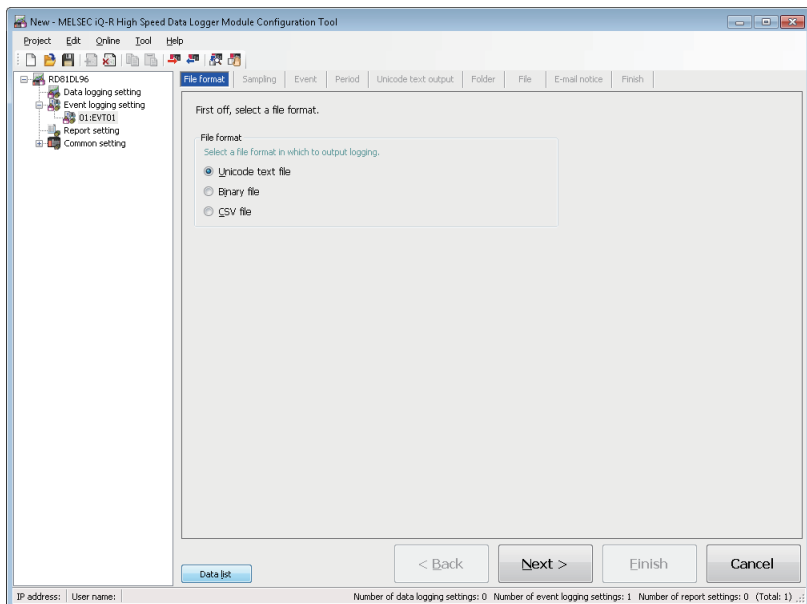 New - MELSEC iQ-R High Speed Data Logger Module Configuration Tool
Project Edit Online Tool Help
RD81DL96
Data logging setting
Event logging setting
01:EVT01
Report setting
Common setting
File format Sampling Event Period Unicode text output Folder File E-mail notice Finish
First off, select a file format.
File format
Select a file format in which to output logging.
Unicode text file
Binary file
CSV file
Data list
< Back Next > Finish Cancel
IP address: User name: Number of data logging settings: 0 Number of event logging settings: 1 Number of report settings: 0 (Total: 1)